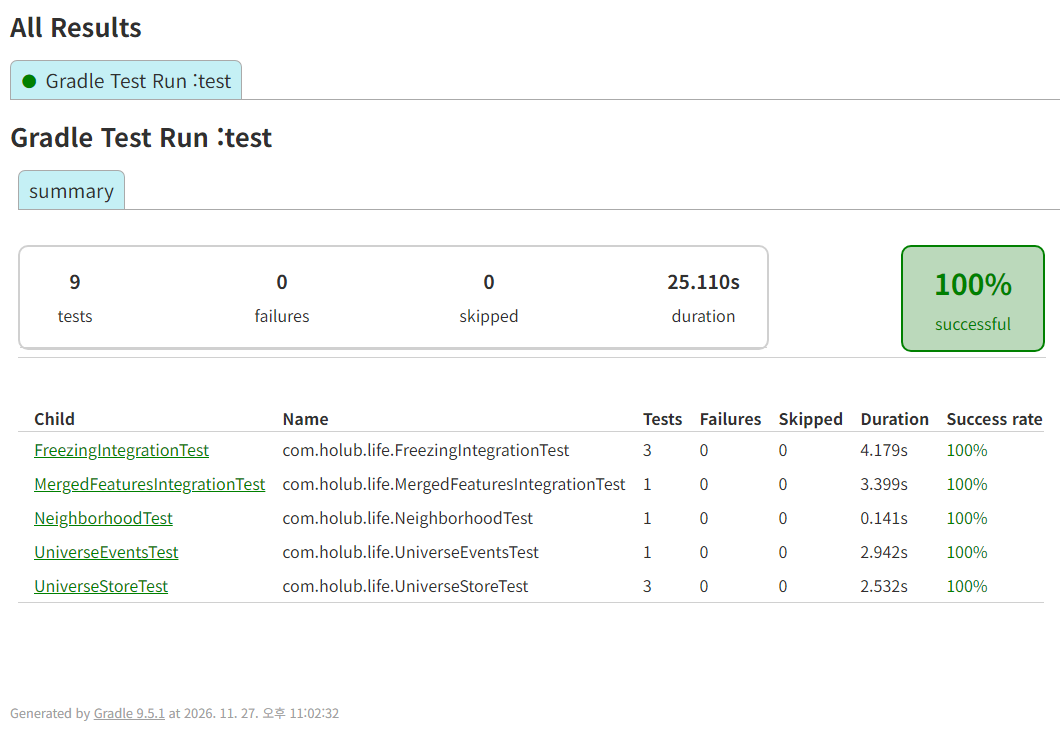 All Results
Gradle Test Run :test
Gradle Test Run :test
summary
9 0 0 25.110s
tests failures skipped duration
100%
successful
Child Name Tests Failures Skipped Duration Success rate
FreezingIntegrationTest com.holub.life.FreezingIntegrationTest 3 0 0 4.179s 100%
MergedFeaturesIntegrationTest com.holub.life.MergedFeaturesIntegrationTest 1 0 0 3.399s 100%
NeighborhoodTest com.holub.life.NeighborhoodTest 1 0 0 0.141s 100%
UniverseEventsTest com.holub.life.UniverseEventsTest 1 0 0 2.942s 100%
UniverseStoreTest com.holub.life.UniverseStoreTest 3 0 0 2.532s 100%
Generated by Gradle 9.5.1 at 2026. 11. 27. 오후 11:02:32